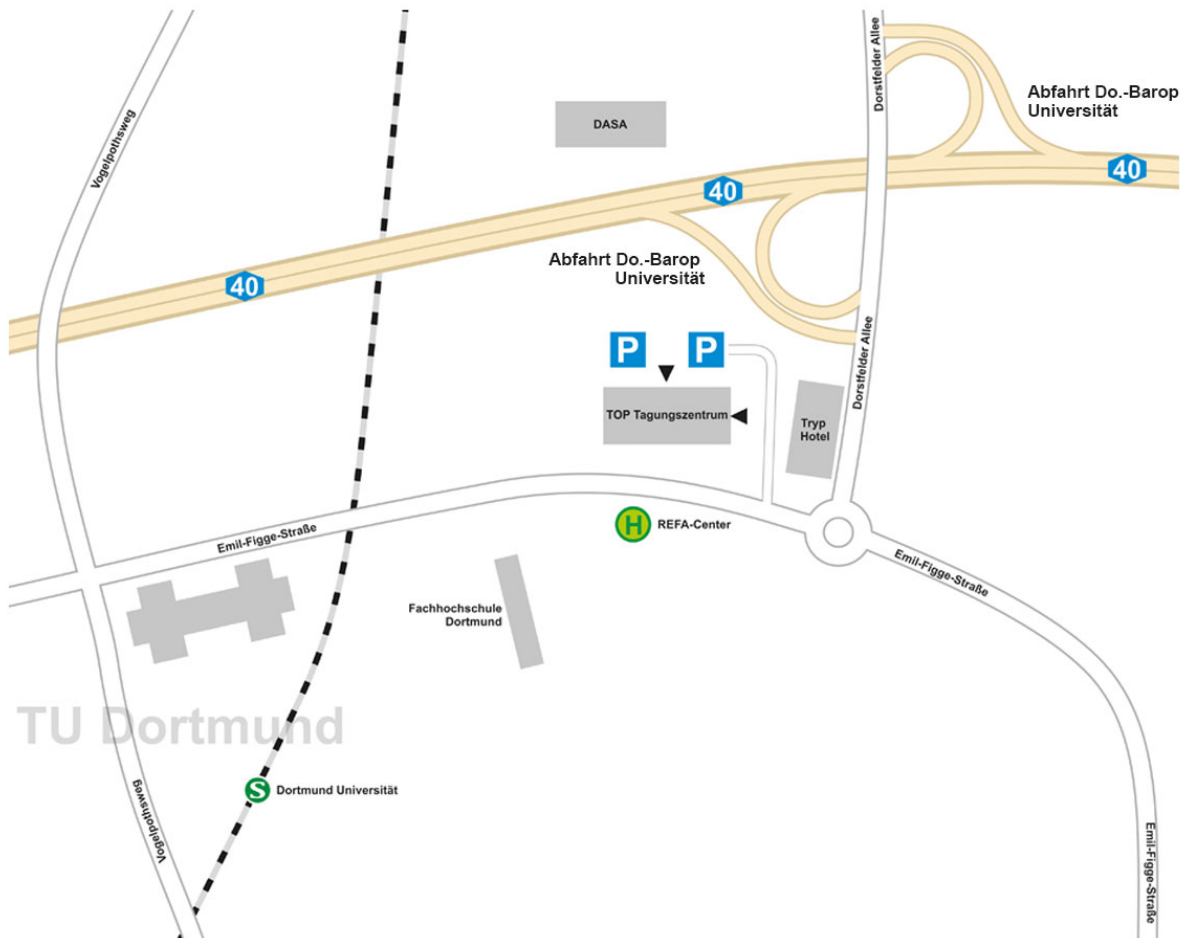 Dorstfelder Allee
Abfahrt Do.-Barop
Universität
Vogelpothsweg
DASA
40
40
Abfahrt Do.-Barop
Universität
40
P
P
Dorstfelder Allee
TOP Tagungszentrum
Tryp
Hotel
H
REFA-Center
Emil-Figge-Straße
Emil-Figge-Straße
Fachhochschule
Dortmund
TU Dortmund
S
Dortmund Universität
Vogelpothsweg
Emil-Figge-Straße